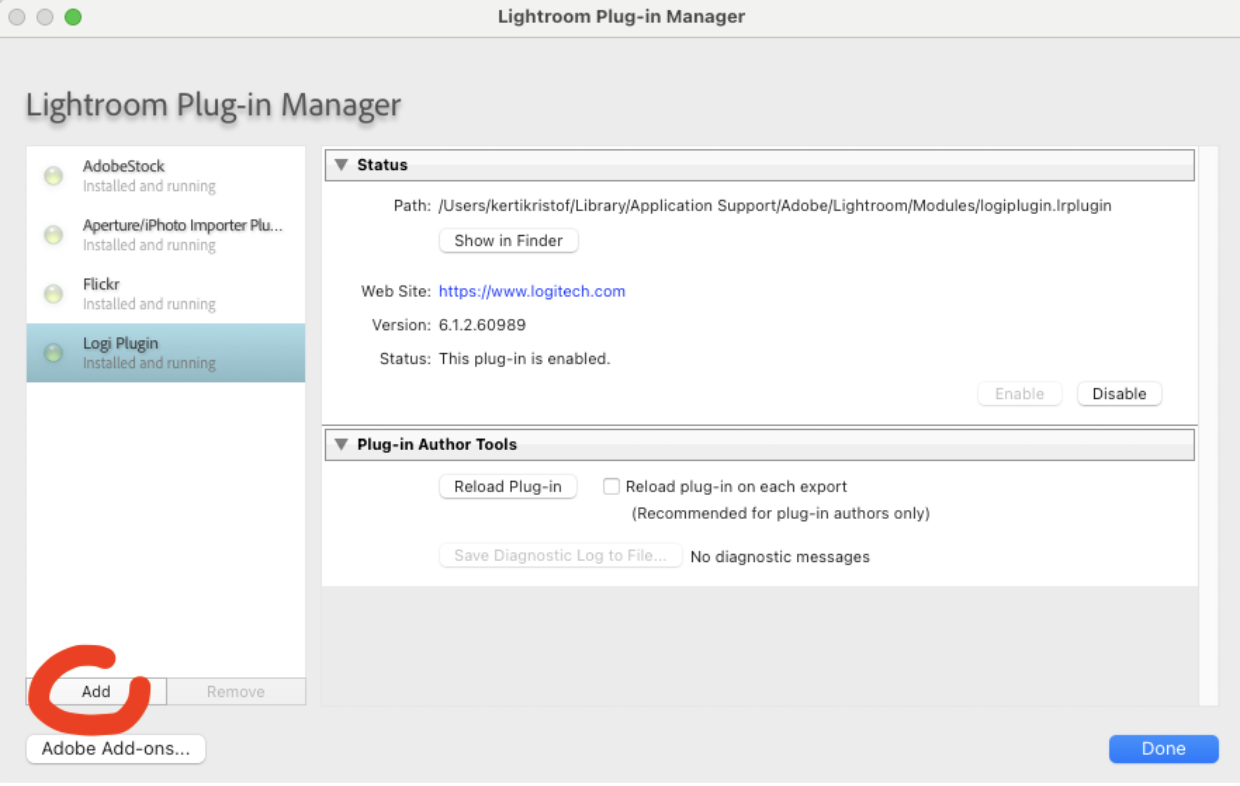 Lightroom Plug-in Manager
Lightroom Plug-in Manager
AdobeStock
Installed and running
Aperture/iPhoto Importer Plu...
Installed and running
Flickr
Installed and running
Logi Plugin
Installed and running
Add
Remove
Adobe Add-ons...
Status
Path: /Users/kertikristof/Library/Application Support/Adobe/Lightroom/Modules/logiplugin.lrplugin
Show in Finder
Web Site: https://www.logitech.com
Version: 6.1.2.60989
Status: This plug-in is enabled.
Enable Disable
Plug-in Author Tools
Reload Plug-in Reload plug-in on each export
(Recommended for plug-in authors only)
Save Diagnostic Log to File... No diagnostic messages
Done